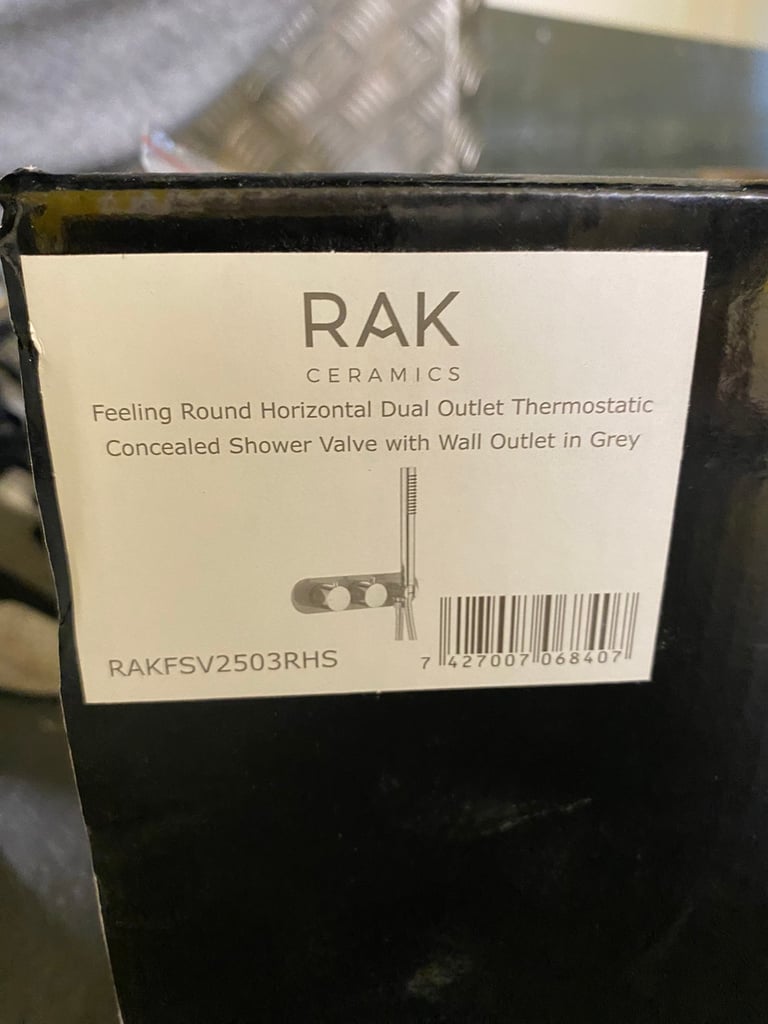 RAK
CERAMICS
Feeling Round Horizontal Dual Outlet Thermostatic
Concealed Shower Valve with Wall Outlet in Grey
RAKFSV2503RHS
7 427007 068407